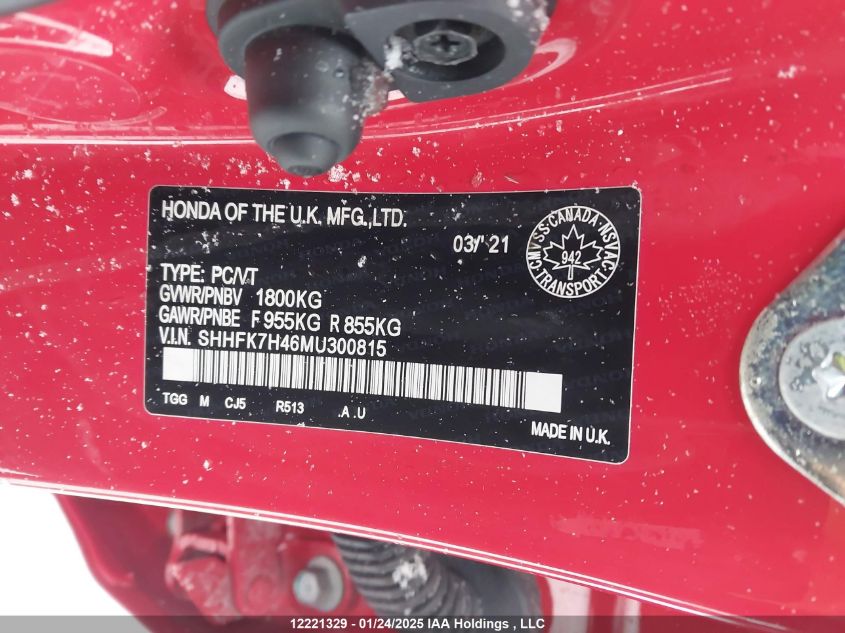 HONDA OF THE U.K. MFG.,LTD.
03/' 21
CMVSS·CANADA·NSVAC
942
TRANSPORT
TYPE: PC/VT
GVWR/PNBV 1800KG
GAWR/PNBE F 955KG R 855KG
V.I.N. SHHFK7H46MU300815
TGG M CJ5 R513 .A .U
MADE IN U.K.
12221329 - 01/24/2025 IAA Holdings , LLC